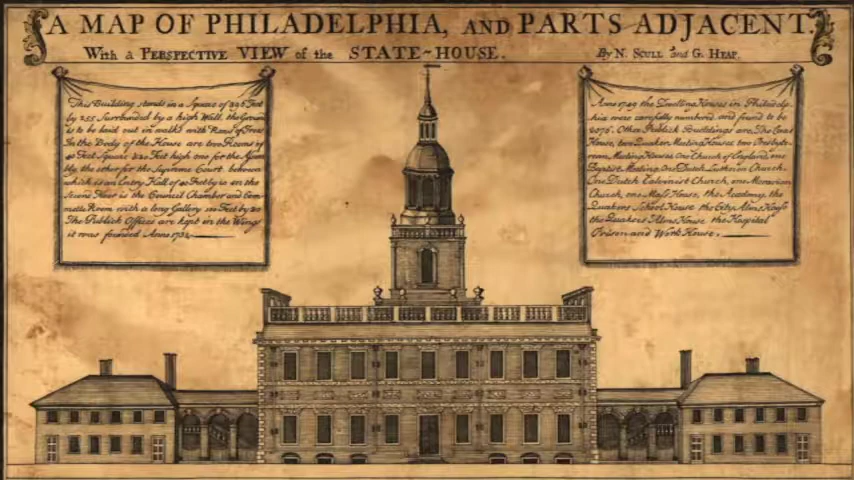 A MAP OF PHILADELPHIA, AND PARTS ADJACENT.
With a PERSPECTIVE VIEW of the STATE-HOUSE. By N. SCULL and G. HEAP.
This Building stands in a Square of 396 Feet
by 255 Surrounded by a high Wall, the Ground
is to be laid out in walks with Rows of Trees
In the Body of the House are two Rooms of
40 Feet Square & 20 Feet high one for the Assem
bly, the other for the Supreme Court between
which is an Entry Hall of 40 Feet by 20 on the
Second Floor is the Council Chamber and Com
mittee Room with a long Gallery 100 Feet by 20
The Publick Offices are kept in the Wings
it was founded Anno 1732
Anno 1749 the Dwelling Houses in Philadelp.
hia were carefully numberd, and found to be
2076. Other Publick Buildings are, The Court
House, two Quaker Meeting Houses, two Presbyte-
rean, Meeting Houses, One Church of England, one
Baptist Meeting, One Dutch Lutherian Church.
One Dutch Calvinist Church, one Moravian
Church, one Mass House, the Academy, the
Quakers School House the City Alms House
the Quakers Alms House, the Hospital
Prison and Work House.